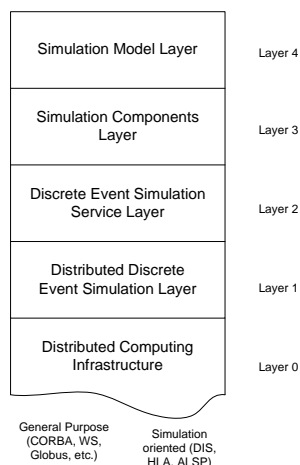 Simulation Model Layer
Layer 4
Simulation Components
Layer
Layer 3
Discrete Event Simulation
Service Layer
Layer 2
Distributed Discrete
Event Simulation Layer
Layer 1
Distributed Computing
Infrastructure
Layer 0
General Purpose
(CORBA, WS,
Globus, etc.)
Simulation
oriented (DIS,
HLA, ALSP)